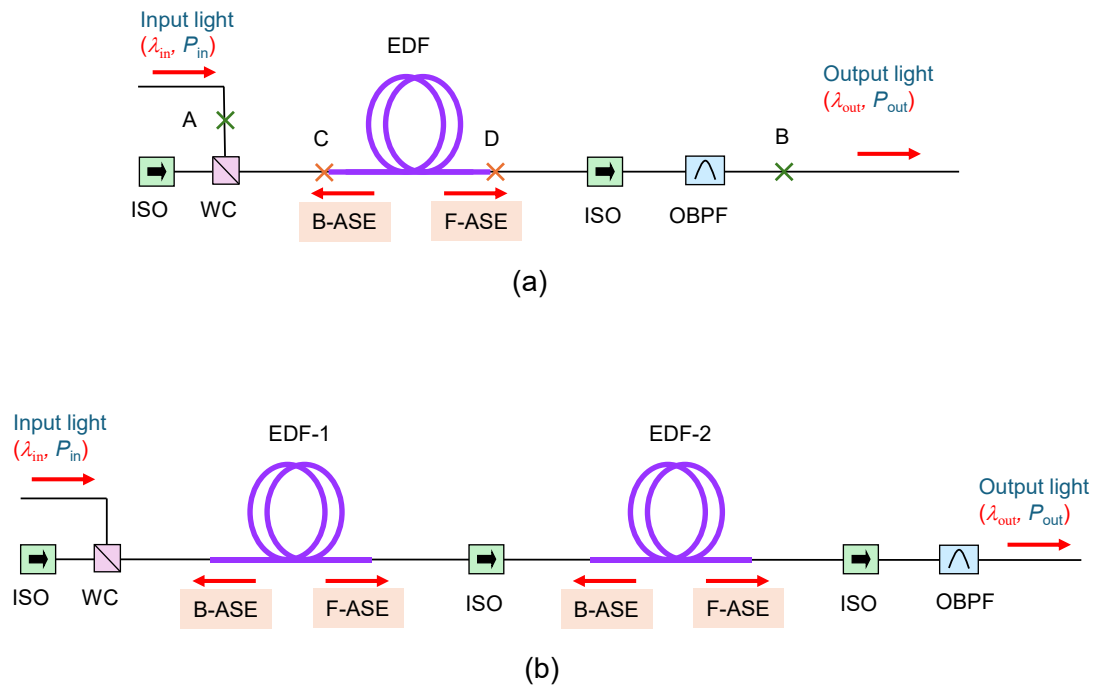 Input light
(λin, Pin)
EDF
Output light
(λout, Pout)
A
C
D
B
ISO
WC
B-ASE
F-ASE
ISO
OBPF
(a)
Input light
(λin, Pin)
EDF-1
EDF-2
Output light
(λout, Pout)
ISO
WC
B-ASE
F-ASE
ISO
B-ASE
F-ASE
ISO
OBPF
(b)